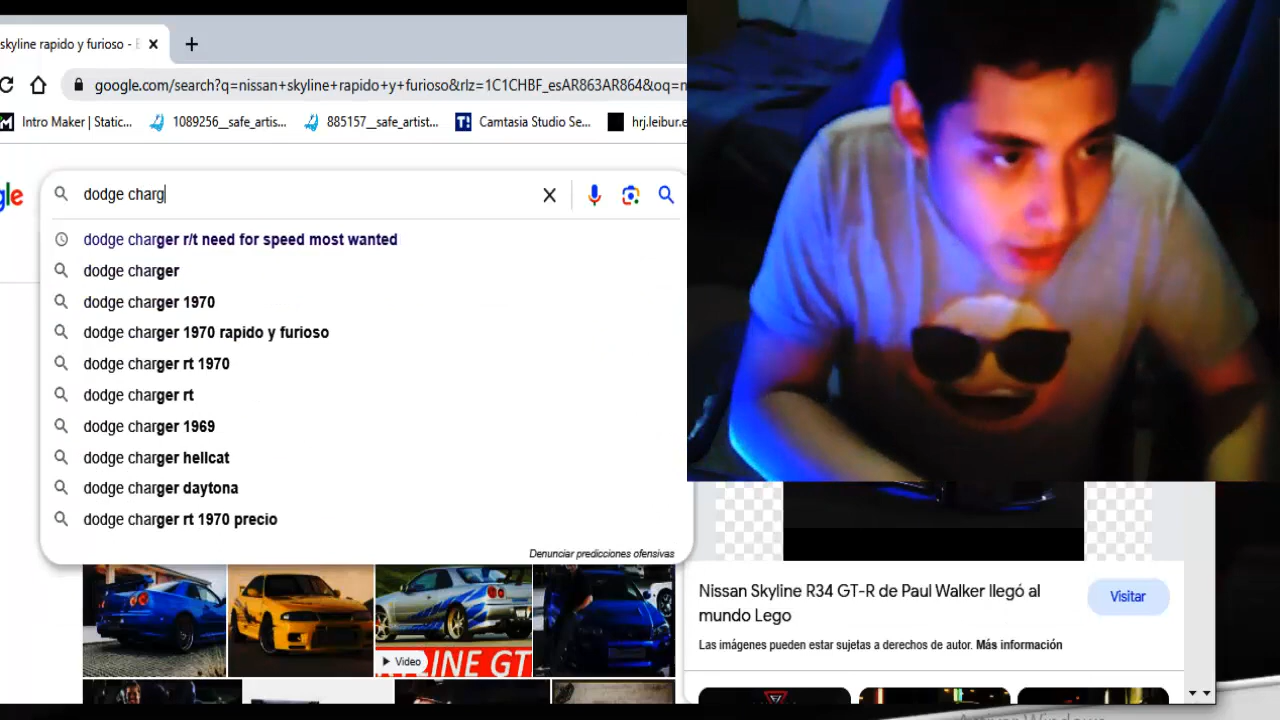 skyline rapido y furioso - 
google.com/search?q=nissan+skyline+rapido+y+furioso&rlz=1C1CHBF_esAR863AR864&oq=n
Intro Maker | Static...
1089256__safe_artis...
885157__safe_artist...
Camtasia Studio Se...
hrj.leibur.e
gle
dodge charg
dodge charger r/t need for speed most wanted
dodge charger
dodge charger 1970
dodge charger 1970 rapido y furioso
dodge charger rt 1970
dodge charger rt
dodge charger 1969
dodge charger hellcat
dodge charger daytona
dodge charger rt 1970 precio
Denunciar predicciones ofensivas
Video
YLINE GT
Nissan Skyline R34 GT-R de Paul Walker llegó al
mundo Lego
Visitar
Las imágenes pueden estar sujetas a derechos de autor. Más información